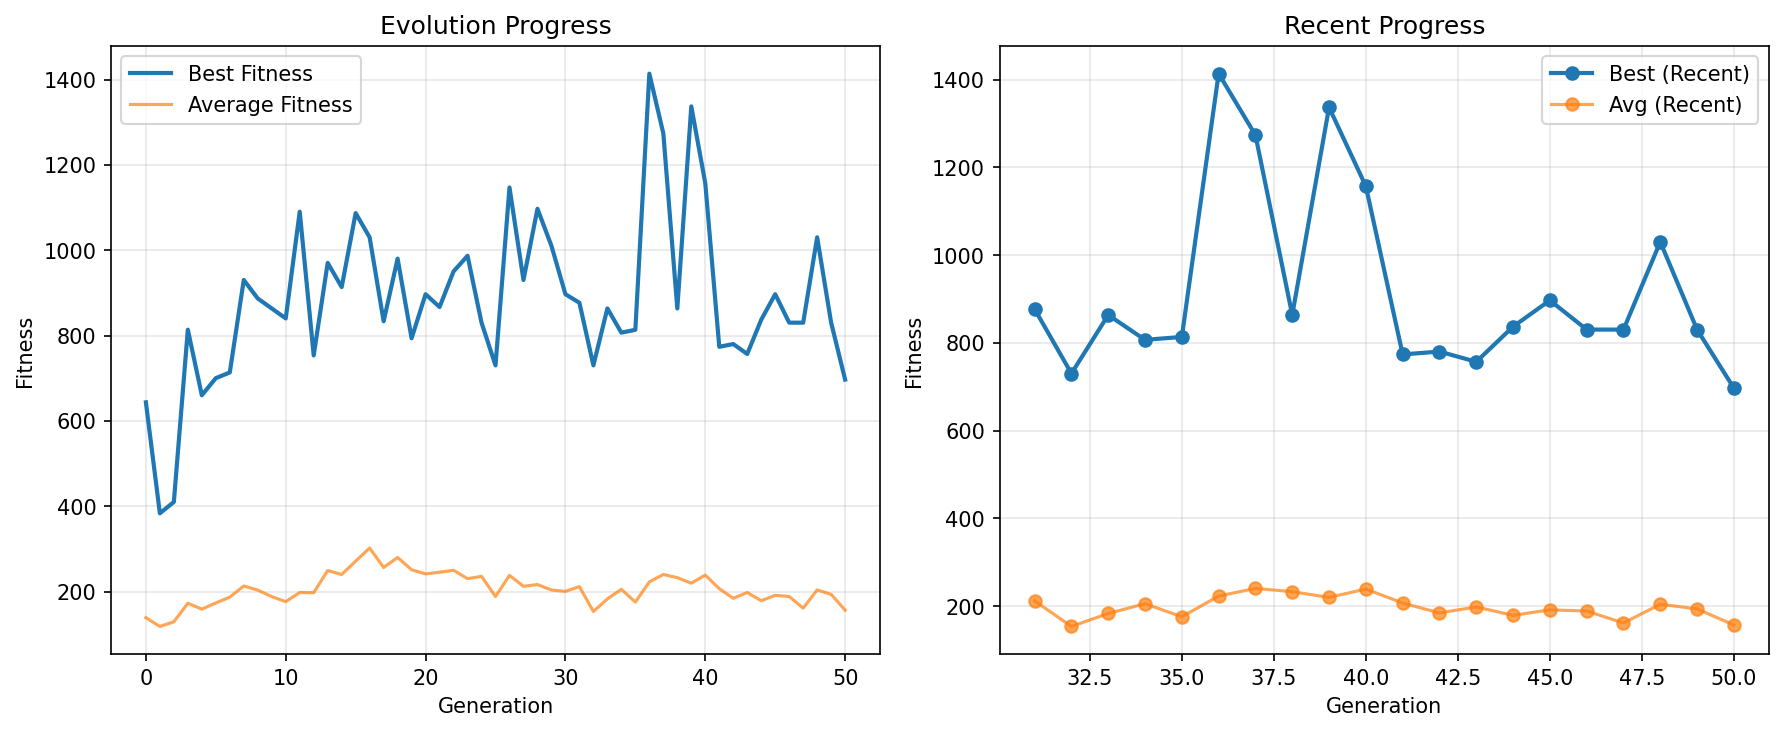 Evolution Progress
Best Fitness
Average Fitness
1400
1200
1000
800
600
400
200
Fitness
0 10 20 30 40 50
Generation
Recent Progress
Best (Recent)
Avg (Recent)
1400
1200
1000
800
600
400
200
Fitness
32.5 35.0 37.5 40.0 42.5 45.0 47.5 50.0
Generation